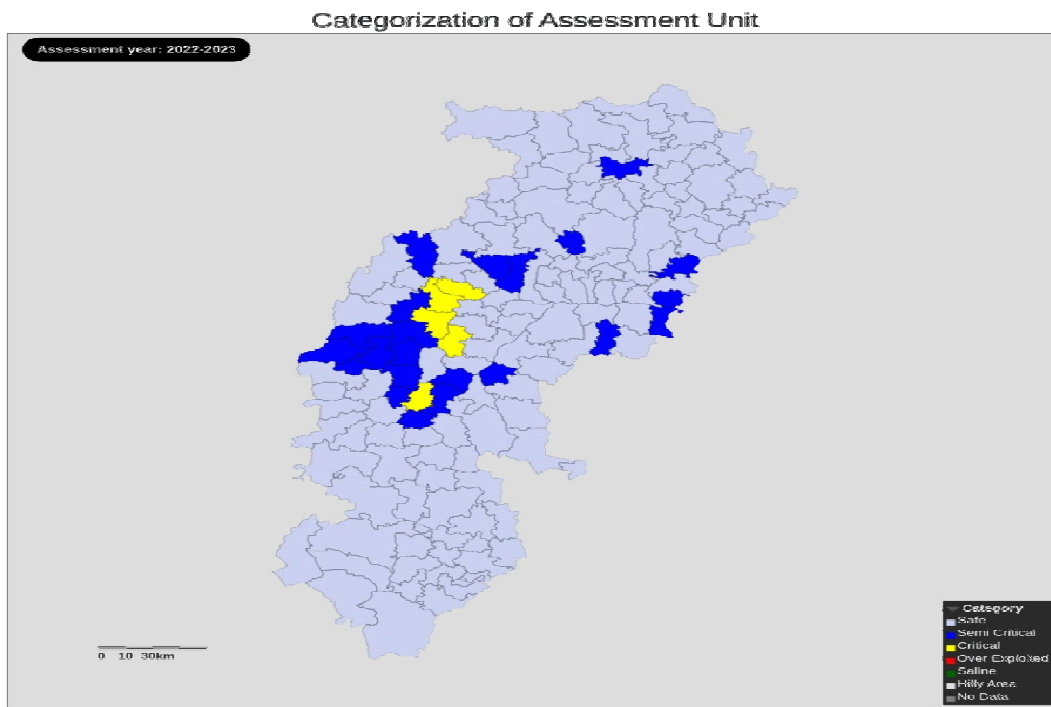 Categorization of Assessment Unit
Assessment year: 2022-2023
Category
Safe
Semi Critical
Critical
Over Exploited
Saline
Hilly Area
No Data
0 10 30km